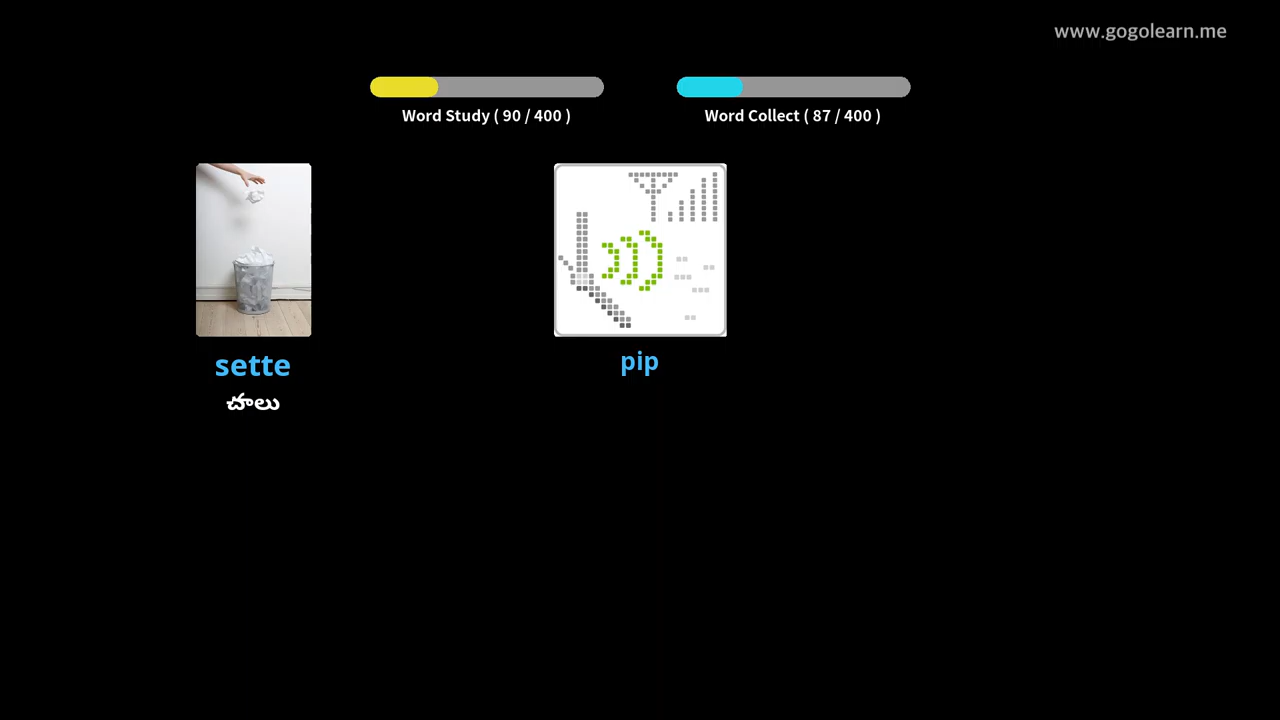 www.gogolearn.me
Word Study ( 90 / 400 )
Word Collect ( 87 / 400 )
sette
చాలు
pip